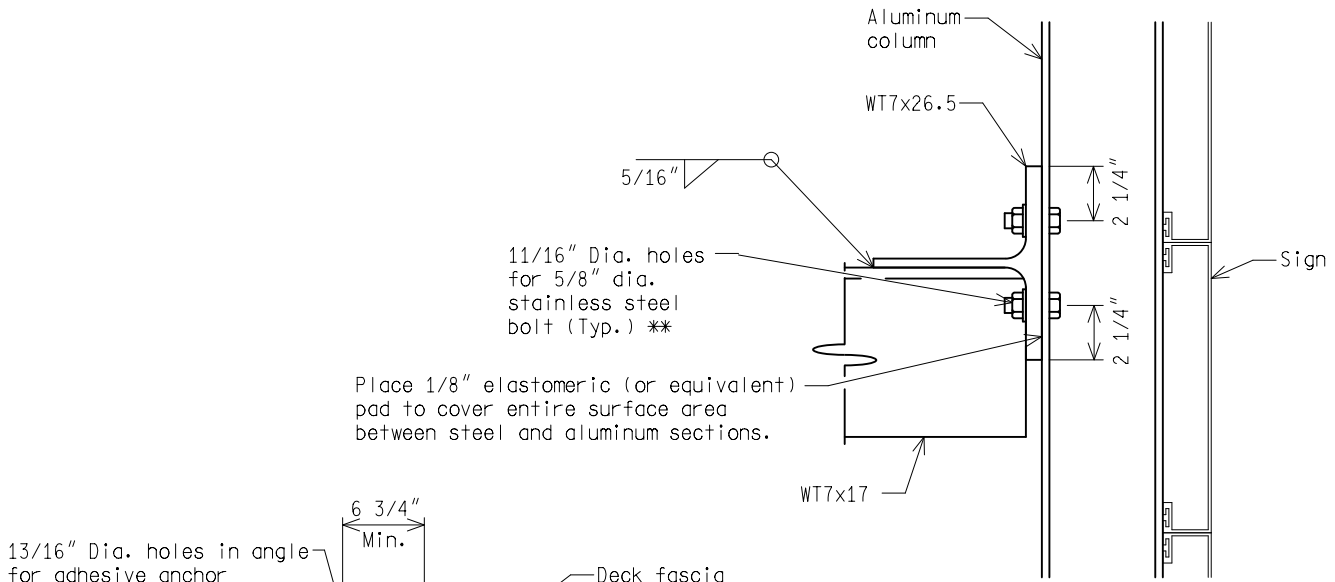 Aluminum
column
WT7x26.5
5/16"
2 1/4"
11/16" Dia. holes
for 5/8" dia.
stainless steel
bolt (Typ.) **
Sign
2 1/4"
Place 1/8" elastomeric (or equivalent)
pad to cover entire surface area
between steel and aluminum sections.
WT7x17
6 3/4"
Min.
13/16" Dia. holes in angle
for adhesive anchor
Deck fascia